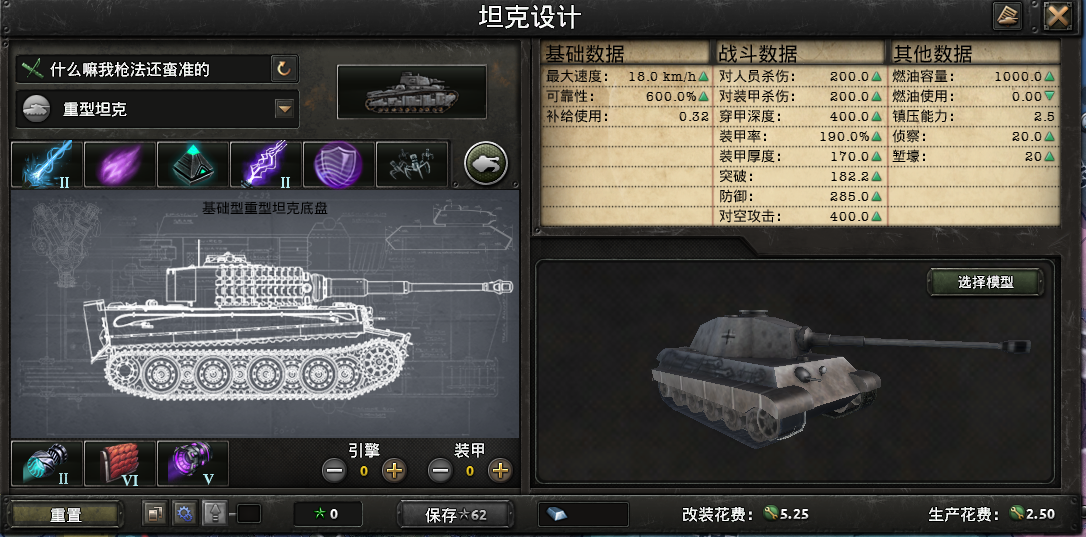 坦克设计
什么嘛我枪法还蛮准的
重型坦克
II
II
基础型重型坦克底盘
II
VI
V
引擎
0
装甲
0
重置
0
保存 62
基础数据
最大速度: 18.0 km/h
可靠性: 600.0%
补给使用: 0.32
战斗数据
对人员杀伤: 200.0
对装甲杀伤: 200.0
穿甲深度: 400.0
装甲率: 190.0%
装甲厚度: 170.0
突破: 182.2
防御: 285.0
对空攻击: 400.0
其他数据
燃油容量: 1000.0
燃油使用: 0.00
镇压能力: 2.5
侦察: 20.0
堑壕: 20
选择模型
改装花费: 5.25
生产花费: 2.50